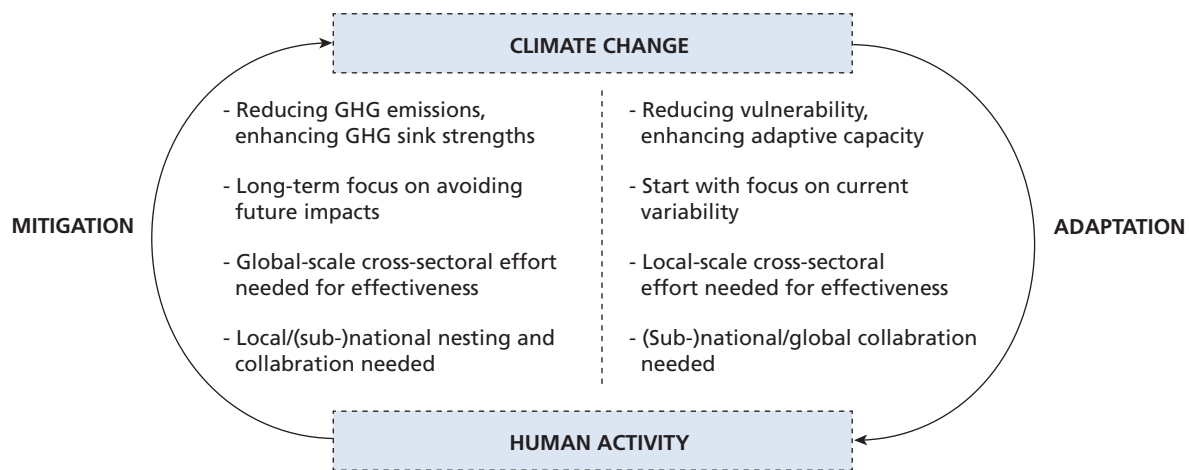 CLIMATE CHANGE
MITIGATION
- Reducing GHG emissions,
enhancing GHG sink strengths
- Long-term focus on avoiding
future impacts
- Global-scale cross-sectoral effort
needed for effectiveness
- Local/(sub-)national nesting and
collabration needed
- Reducing vulnerability,
enhancing adaptive capacity
- Start with focus on current
variability
- Local-scale cross-sectoral
effort needed for effectiveness
- (Sub-)national/global collabration
needed
ADAPTATION
HUMAN ACTIVITY